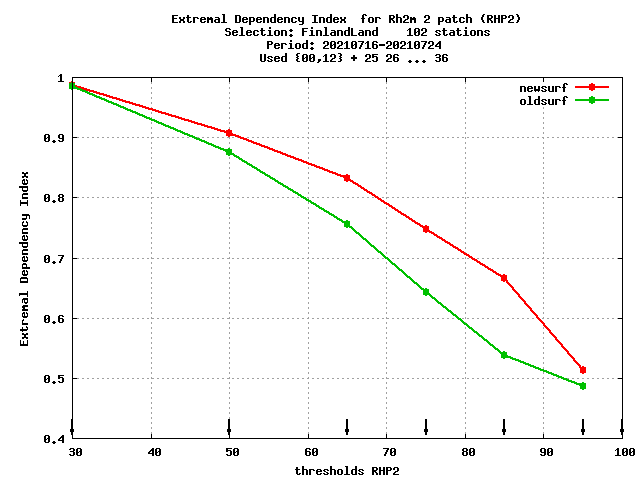 Extremal Dependency Index  for Rh2m 2 patch (RHP2)
Selection: FinlandLand    102 stations
Period: 20210716-20210724
Used {00,12} + 25 26 ... 36
newsurf
oldsurf
Extremal Dependency Index
1
0.9
0.8
0.7
0.6
0.5
0.4
30 40 50 60 70 80 90 100
thresholds RHP2